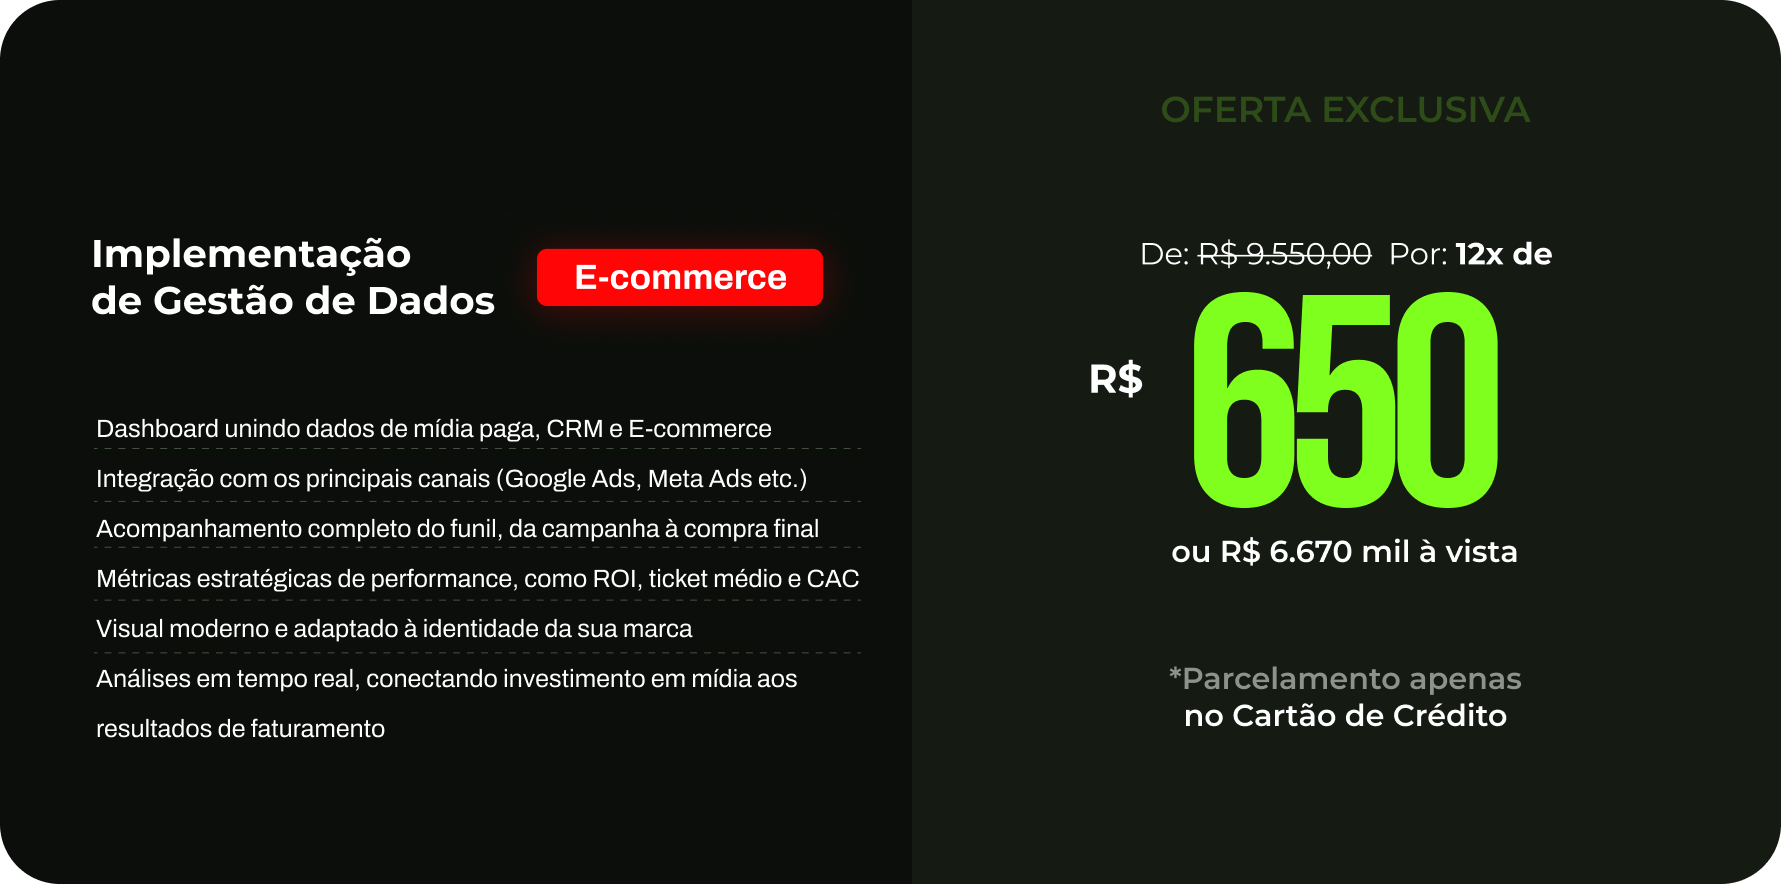 Implementação
de Gestão de Dados
E-commerce
Dashboard unindo dados de mídia paga, CRM e E-commerce
Integração com os principais canais (Google Ads, Meta Ads etc.)
Acompanhamento completo do funil, da campanha à compra final
Métricas estratégicas de performance, como ROI, ticket médio e CAC
Visual moderno e adaptado à identidade da sua marca
Análises em tempo real, conectando investimento em mídia aos
resultados de faturamento
OFERTA EXCLUSIVA
De: R$ 9.550,00 Por: 12x de
R$ 650
ou R$ 6.670 mil à vista
*Parcelamento apenas
no Cartão de Crédito